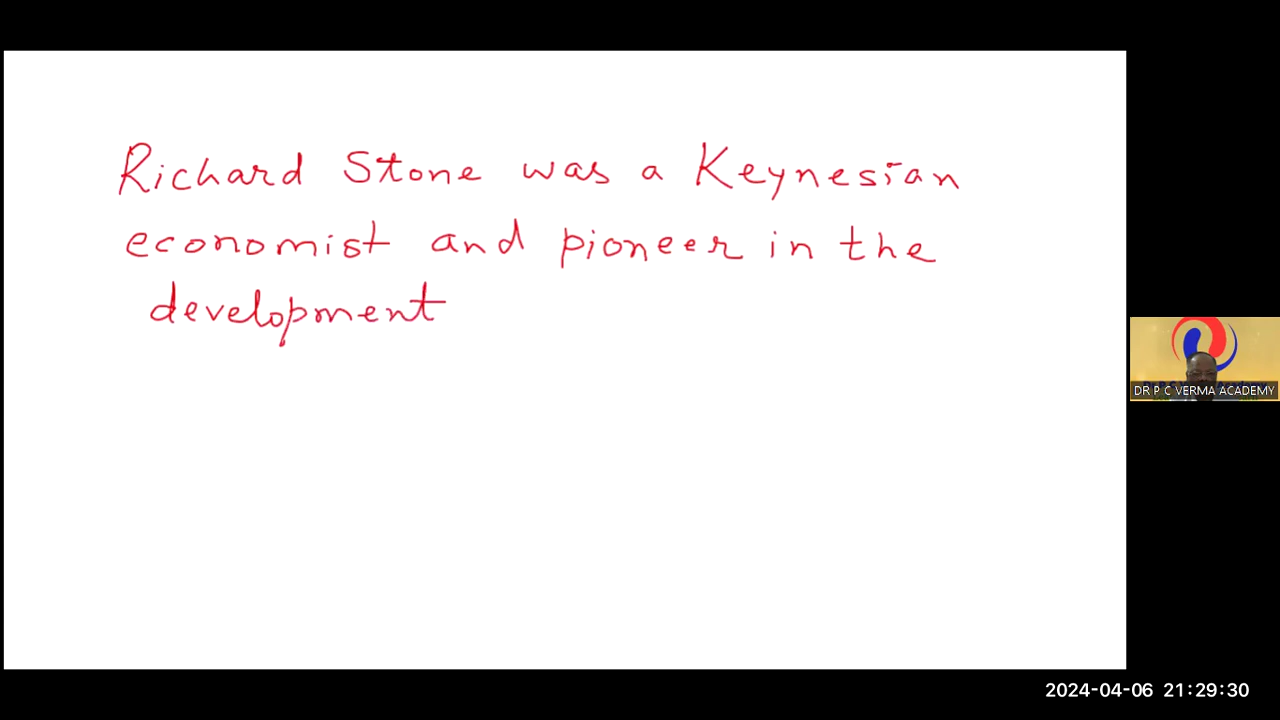 Richard Stone was a Keynesian
economist and pioneer in the
development
DR P C VERMA ACADEMY
2024-04-06 21:29:30